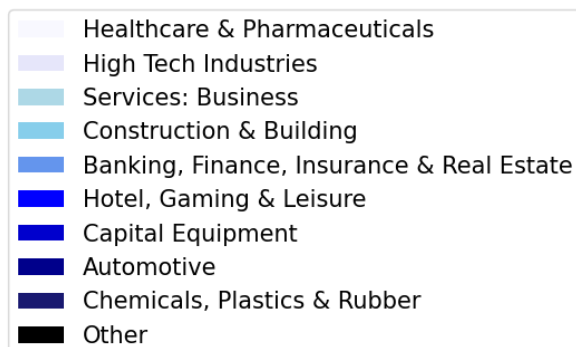 Healthcare & Pharmaceuticals
High Tech Industries
Services: Business
Construction & Building
Banking, Finance, Insurance & Real Estate
Hotel, Gaming & Leisure
Capital Equipment
Automotive
Chemicals, Plastics & Rubber
Other